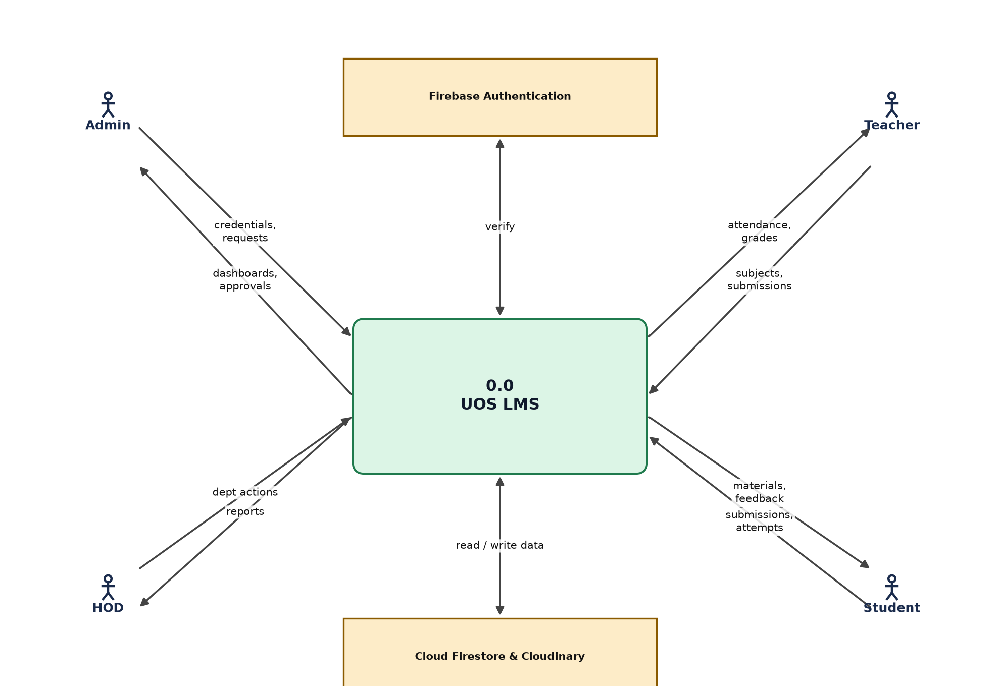 Firebase Authentication
Admin
Teacher
credentials,
requests
verify
attendance,
grades
dashboards,
approvals
subjects,
submissions
0.0
UOS LMS
dept actions
reports
materials,
feedback
submissions,
attempts
read / write data
HOD
Student
Cloud Firestore & Cloudinary